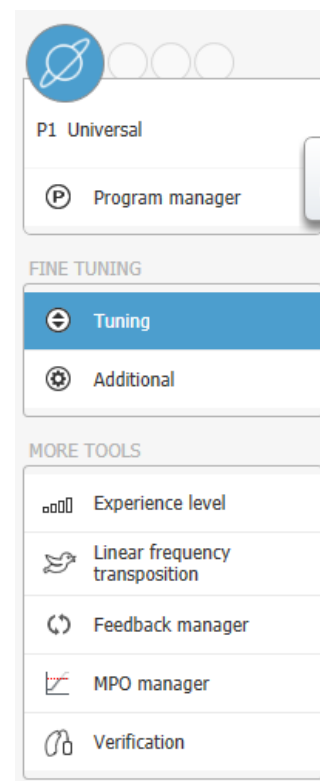 P1 Universal
P Program manager
FINE TUNING
Tuning
Additional
MORE TOOLS
Experience level
Linear frequency
transposition
Feedback manager
MPO manager
Verification